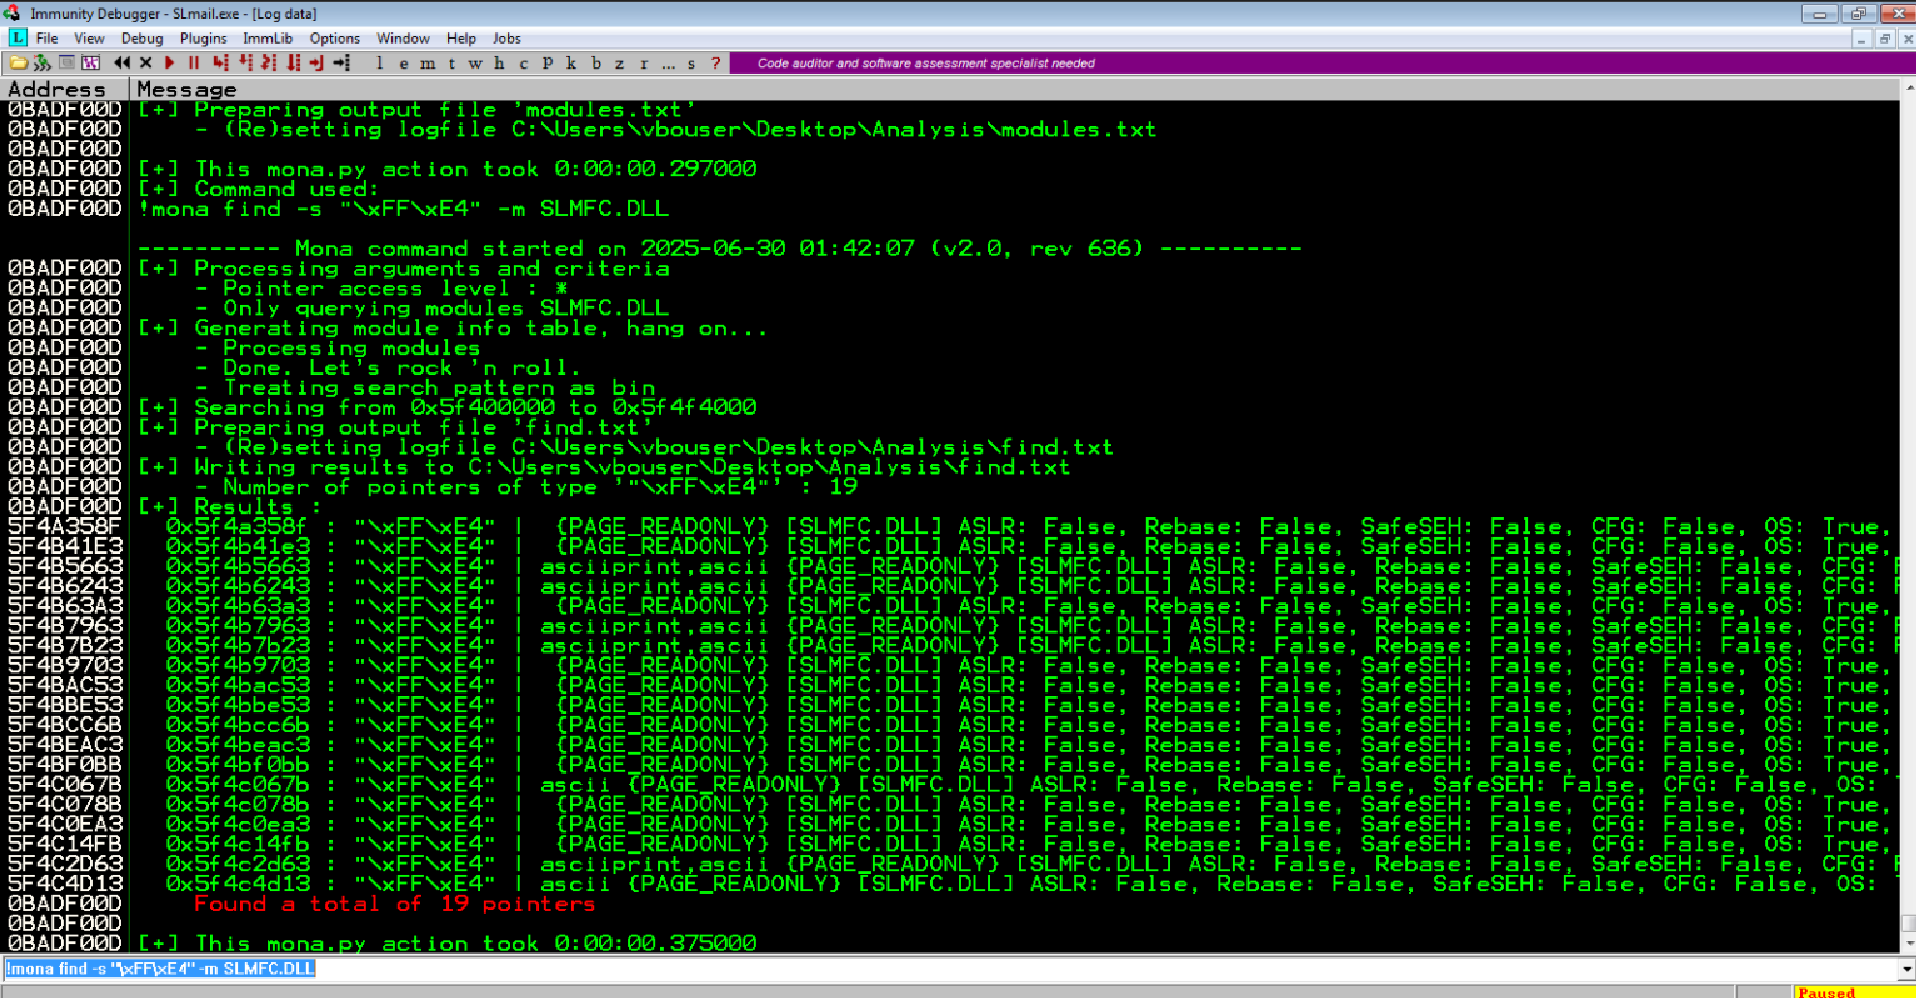 Immunity Debugger - SLmail.exe - [Log data]
L File View Debug Plugins ImmLib Options Window Help Jobs
l e m t w h c P k b z r ... s ? Code auditor and software assessment specialist needed
Address Message
0BADF00D [+] Preparing output file 'modules.txt'
0BADF00D - (Re)setting logfile C:\Users\vbouser\Desktop\Analysis\modules.txt
0BADF00D
0BADF00D [+] This mona.py action took 0:00:00.297000
0BADF00D [+] Command used:
0BADF00D !mona find -s "\xFF\xE4" -m SLMFC.DLL
---------- Mona command started on 2025-06-30 01:42:07 (v2.0, rev 636) ----------
0BADF00D [+] Processing arguments and criteria
0BADF00D - Pointer access level : *
0BADF00D - Only querying modules SLMFC.DLL
0BADF00D [+] Generating module info table, hang on...
0BADF00D - Processing modules
0BADF00D - Done. Let's rock 'n roll.
0BADF00D - Treating search pattern as bin
0BADF00D [+] Searching from 0x5f400000 to 0x5f4f4000
0BADF00D [+] Preparing output file 'find.txt'
0BADF00D - (Re)setting logfile C:\Users\vbouser\Desktop\Analysis\find.txt
0BADF00D [+] Writing results to C:\Users\vbouser\Desktop\Analysis\find.txt
0BADF00D - Number of pointers of type '"\xFF\xE4"' : 19
0BADF00D [+] Results :
5F4A358F 0x5f4a358f : "\xFF\xE4" | {PAGE_READONLY} [SLMFC.DLL] ASLR: False, Rebase: False, SafeSEH: False, CFG: False, OS: True,
5F4B41E3 0x5f4b41e3 : "\xFF\xE4" | {PAGE_READONLY} [SLMFC.DLL] ASLR: False, Rebase: False, SafeSEH: False, CFG: False, OS: True,
5F4B5663 0x5f4b5663 : "\xFF\xE4" | asciiprint,ascii {PAGE_READONLY} [SLMFC.DLL] ASLR: False, Rebase: False, SafeSEH: False, CFG:
5F4B6243 0x5f4b6243 : "\xFF\xE4" | asciiprint,ascii {PAGE_READONLY} [SLMFC.DLL] ASLR: False, Rebase: False, SafeSEH: False, CFG:
5F4B63A3 0x5f4b63a3 : "\xFF\xE4" | {PAGE_READONLY} [SLMFC.DLL] ASLR: False, Rebase: False, SafeSEH: False, CFG: False, OS: True,
5F4B7963 0x5f4b7963 : "\xFF\xE4" | asciiprint,ascii {PAGE_READONLY} [SLMFC.DLL] ASLR: False, Rebase: False, SafeSEH: False, CFG:
5F4B7B23 0x5f4b7b23 : "\xFF\xE4" | asciiprint,ascii {PAGE_READONLY} [SLMFC.DLL] ASLR: False, Rebase: False, SafeSEH: False, CFG:
5F4B9703 0x5f4b9703 : "\xFF\xE4" | {PAGE_READONLY} [SLMFC.DLL] ASLR: False, Rebase: False, SafeSEH: False, CFG: False, OS: True,
5F4BAC53 0x5f4bac53 : "\xFF\xE4" | {PAGE_READONLY} [SLMFC.DLL] ASLR: False, Rebase: False, SafeSEH: False, CFG: False, OS: True,
5F4BBE53 0x5f4bbe53 : "\xFF\xE4" | {PAGE_READONLY} [SLMFC.DLL] ASLR: False, Rebase: False, SafeSEH: False, CFG: False, OS: True,
5F4BCC6B 0x5f4bcc6b : "\xFF\xE4" | {PAGE_READONLY} [SLMFC.DLL] ASLR: False, Rebase: False, SafeSEH: False, CFG: False, OS: True,
5F4BEAC3 0x5f4beac3 : "\xFF\xE4" | {PAGE_READONLY} [SLMFC.DLL] ASLR: False, Rebase: False, SafeSEH: False, CFG: False, OS: True,
5F4BF0BB 0x5f4bf0bb : "\xFF\xE4" | {PAGE_READONLY} [SLMFC.DLL] ASLR: False, Rebase: False, SafeSEH: False, CFG: False, OS: True,
5F4C067B 0x5f4c067b : "\xFF\xE4" | ascii {PAGE_READONLY} [SLMFC.DLL] ASLR: False, Rebase: False, SafeSEH: False, CFG: False, OS:
5F4C078B 0x5f4c078b : "\xFF\xE4" | {PAGE_READONLY} [SLMFC.DLL] ASLR: False, Rebase: False, SafeSEH: False, CFG: False, OS: True,
5F4C0EA3 0x5f4c0ea3 : "\xFF\xE4" | {PAGE_READONLY} [SLMFC.DLL] ASLR: False, Rebase: False, SafeSEH: False, CFG: False, OS: True,
5F4C14FB 0x5f4c14fb : "\xFF\xE4" | {PAGE_READONLY} [SLMFC.DLL] ASLR: False, Rebase: False, SafeSEH: False, CFG: False, OS: True,
5F4C2D63 0x5f4c2d63 : "\xFF\xE4" | asciiprint,ascii {PAGE_READONLY} [SLMFC.DLL] ASLR: False, Rebase: False, SafeSEH: False, CFG:
5F4C4D13 0x5f4c4d13 : "\xFF\xE4" | ascii {PAGE_READONLY} [SLMFC.DLL] ASLR: False, Rebase: False, SafeSEH: False, CFG: False, OS:
0BADF00D Found a total of 19 pointers
0BADF00D
0BADF00D [+] This mona.py action took 0:00:00.375000
!mona find -s "\xFF\xE4" -m SLMFC.DLL
Paused